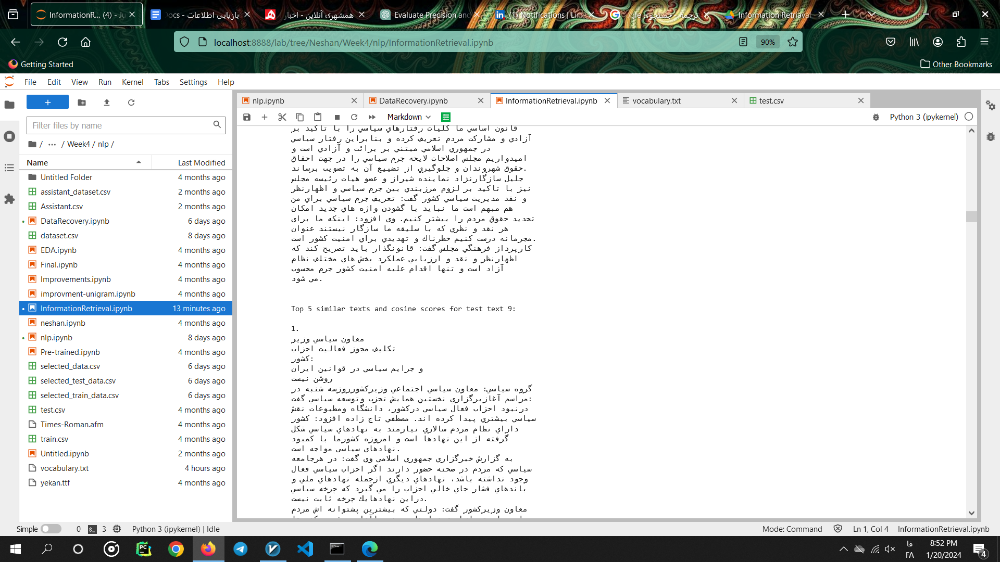 InformationR... (4) - Ju
بازیابی اطلاعات - Docs
همشهری آنلاین - اخبار
Evaluate Precision and
(1) Notifications | Link
ترجمه - جستجوی Google
Information Retriaval
localhost:8888/lab/tree/Neshan/Week4/nlp/InformationRetrieval.ipynb
90%
Getting Started
Other Bookmarks
File Edit View Run Kernel Tabs Settings Help
nlp.ipynb
DataRecovery.ipynb
InformationRetrieval.ipynb
vocabulary.txt
test.csv
Filter files by name
Markdown
Python 3 (ipykernel)
/ ... / Week4 / nlp /
Name Last Modified
Untitled Folder 4 months ago
assistant_dataset.csv 2 months ago
Assistant.csv 2 months ago
DataRecovery.ipynb 6 days ago
dataset.csv 8 days ago
EDA.ipynb 4 months ago
Final.ipynb 4 months ago
Improvements.ipynb 4 months ago
improvment-unigram.ipynb 4 months ago
InformationRetrieval.ipynb 13 minutes ago
neshan.ipynb 4 months ago
nlp.ipynb 8 days ago
Pre-trained.ipynb 4 months ago
selected_data.csv 6 days ago
selected_test_data.csv 6 days ago
selected_train_data.csv 6 days ago
test.csv 4 months ago
Times-Roman.afm 4 months ago
train.csv 4 months ago
Untitled.ipynb 2 months ago
vocabulary.txt 4 hours ago
yekan.ttf 4 months ago
قانون اساسي ما كليات رفتارهاي سياسي را با تاكيد بر
آزادي و مشاركت مردم تعريف كرده و بنابراين رفتار سياسي
در جمهوري اسلامي مبتني بر برائت و آزادي است و
اميدواريم مجلس اصلاحات لايحه جرم سياسي را در جهت احقاق
حقوق شهروندان و جلوگيري از تضييع آن به تصويب برساند.
جليل سازگارنژاد نماينده شيراز و عضو هيات رئيسه مجلس
نيز با تاكيد بر لزوم مرزبندي بين جرم سياسي و اظهارنظر
و نقد مديريت سياسي كشور گفت: تعريف جرم سياسي براي من
هم مبهم است ما نبايد با گشودن واژه هاي جديد امكان
تحديد حقوق مردم را بيشتر كنيم. وي افزود: اينكه ما براي
هر نقد و نظري كه با سليقه ما سازگار نيستند عنوان
مجرمانه درست كنيم خطرناك و تهديدي براي امنيت كشور است.
كارپرداز فرهنگي مجلس گفت: قانونگذار بايد تصريح كند كه
اظهارنظر و نقد و ارزيابي عملكرد بخش هاي مختلف نظام
آزاد است و تنها اقدام عليه امنيت كشور جرم محسوب
مي شود.
Top 5 similar texts and cosine scores for test text 9:
1.
معاون سياسي وزير
تكليف مجوز فعاليت احزاب
كشور:
و جرايم سياسي در قوانين ايران
روشن نيست
گروه سياسي: معاون سياسي اجتماعي وزيركشورروزسه شنبه در
مراسم آغازبرگزاري نخستين همايش تحزب وتوسعه سياسي گفت:
درنبود احزاب فعال سياسي دركشور، دانشگاه ومطبوعات نقش
سياسي بيشتري پيدا كرده اند. مصطفي تاج زاده افزود: كشور
داراي نظام مردم سالاري نيازمند به نهادهاي سياسي شكل
گرفته از اين نهادها است و امروزه كشورما با كمبود
نهادهاي سياسي مواجه است.
به گزارش خبرگزاري جمهوري اسلامي وي گفت: در هرجامعه
سياسي كه مردم در صحنه حضور دارند اگر احزاب سياسي فعال
وجود نداشته باشد، نهادهاي ديگري ازجمله نهادهاي ملي و
باندهاي فشار جاي خالي احزاب را مي گيرد كه چرخه سياسي
دراين نهادهايك چرخه ثابت نيست.
معاون وزيركشور گفت: دولتي كه بيشترين پشتوانه اش مردم
Simple 0 3 Python 3 (ipykernel) | Idle
Mode: Command Ln 1, Col 4 InformationRetrieval.ipynb
فا
FA
8:52 PM
1/20/2024
4